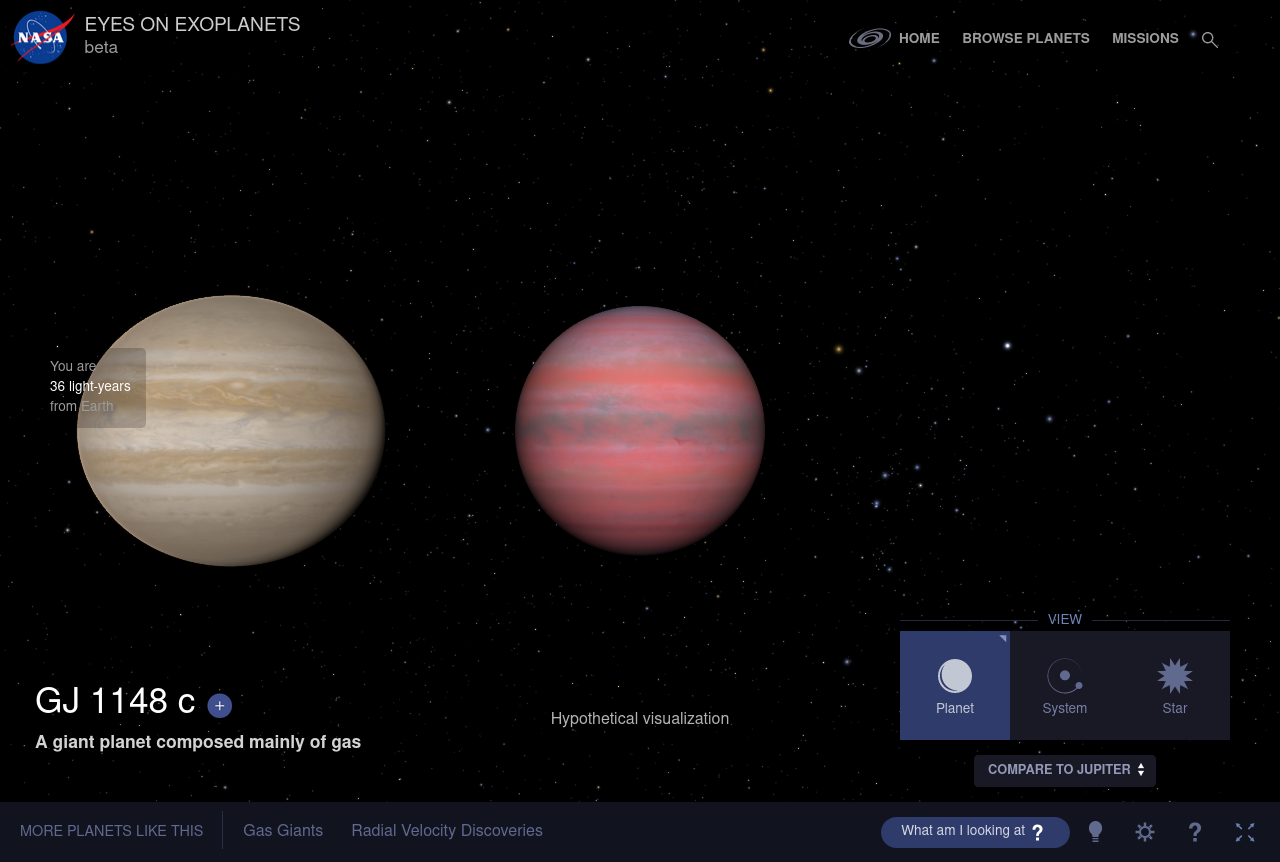 NASA
EYES ON EXOPLANETS
beta
HOME
BROWSE PLANETS
MISSIONS
You are
36 light-years
from Earth
VIEW
Planet
System
Star
GJ 1148 c +
A giant planet composed mainly of gas
Hypothetical visualization
COMPARE TO JUPITER
MORE PLANETS LIKE THIS
Gas Giants
Radial Velocity Discoveries
What am I looking at ?
?